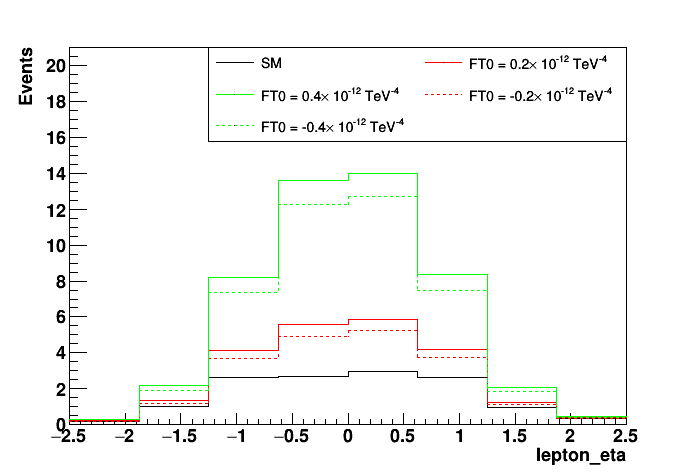 Events
20
18
16
14
12
10
8
6
4
2
0
SM
FT0 = 0.2× 10⁻¹² TeV⁻⁴
FT0 = 0.4× 10⁻¹² TeV⁻⁴
FT0 = -0.2× 10⁻¹² TeV⁻⁴
FT0 = -0.4× 10⁻¹² TeV⁻⁴
−2.5 −2 −1.5 −1 −0.5 0 0.5 1 1.5 2 2.5
lepton_eta